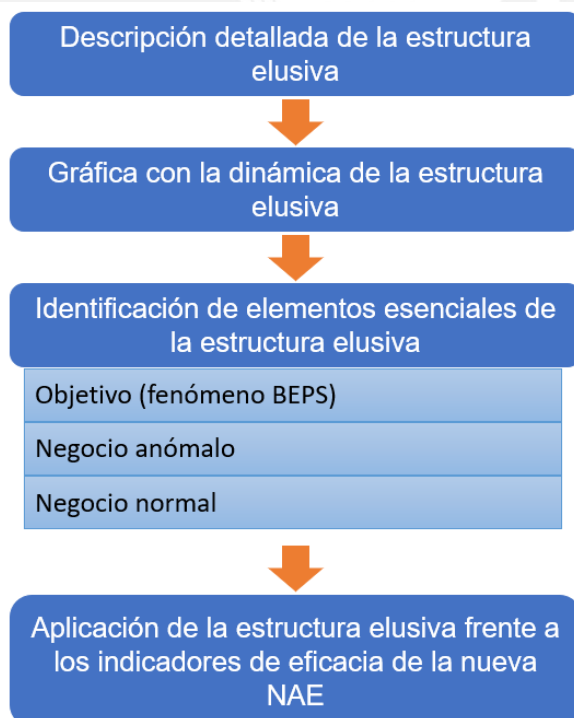 Descripción detallada de la estructura
elusiva
Gráfica con la dinámica de la estructura
elusiva
Identificación de elementos esenciales de
la estructura elusiva
Objetivo (fenómeno BEPS)
Negocio anómalo
Negocio normal
Aplicación de la estructura elusiva frente a
los indicadores de eficacia de la nueva
NAE